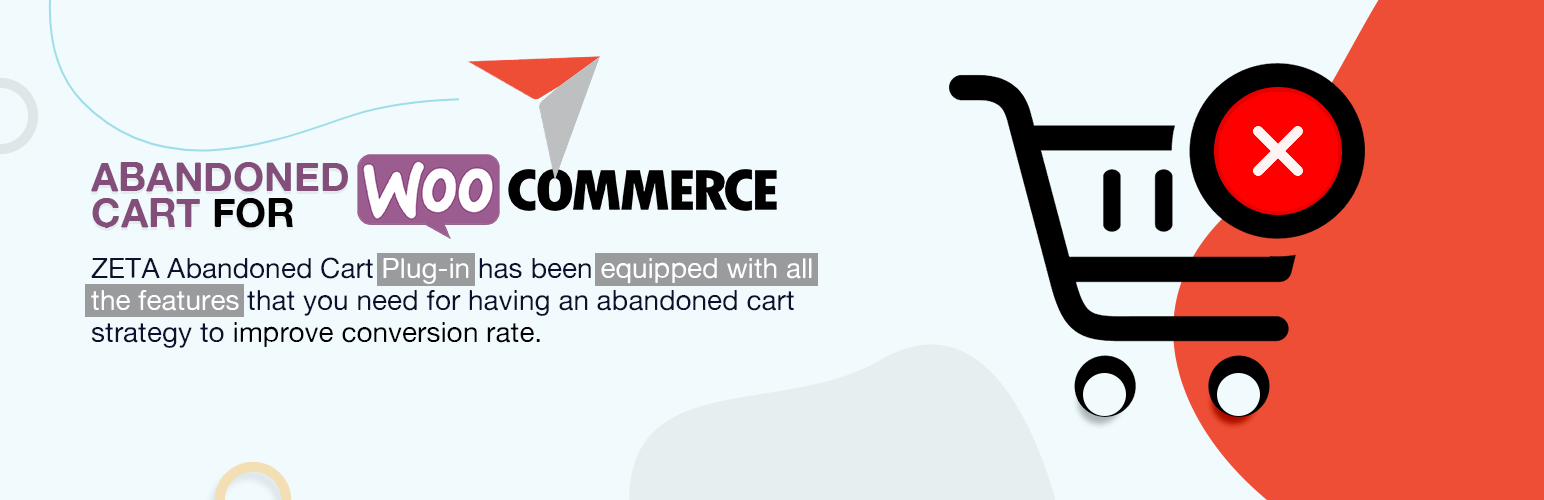 ABANDONED WOO COMMERCE
CART FOR
ZETA Abandoned Cart Plug-in has been equipped with all
the features that you need for having an abandoned cart
strategy to improve conversion rate.